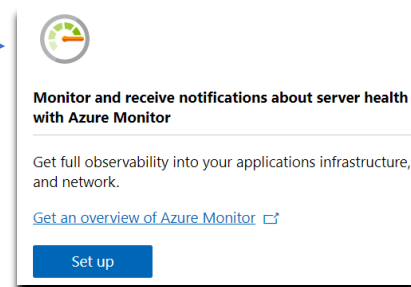 Monitor and receive notifications about server health
with Azure Monitor
Get full observability into your applications infrastructure,
and network.
Get an overview of Azure Monitor
Set up